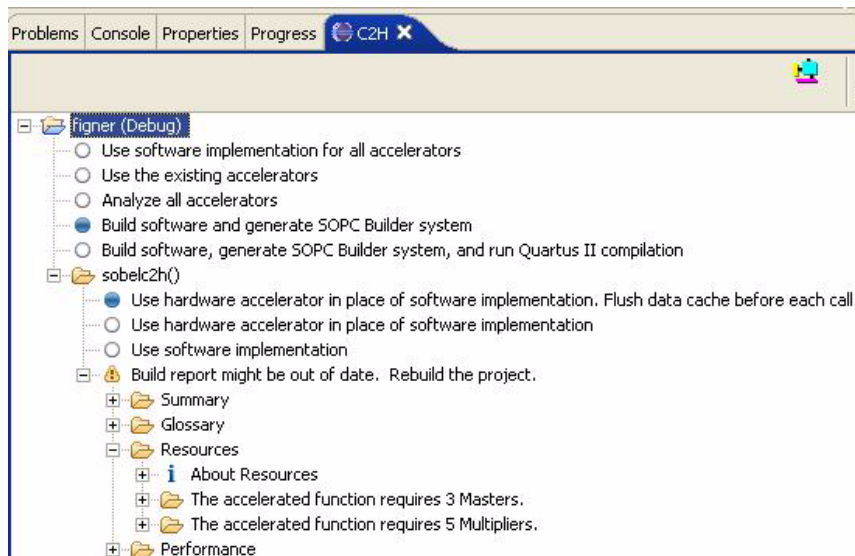 Problems Console Properties Progress C2H
figner (Debug)
Use software implementation for all accelerators
Use the existing accelerators
Analyze all accelerators
Build software and generate SOPC Builder system
Build software, generate SOPC Builder system, and run Quartus II compilation
sobelc2h()
Use hardware accelerator in place of software implementation. Flush data cache before each call
Use hardware accelerator in place of software implementation
Use software implementation
Build report might be out of date. Rebuild the project.
Summary
Glossary
Resources
About Resources
The accelerated function requires 3 Masters.
The accelerated function requires 5 Multipliers.
Performance